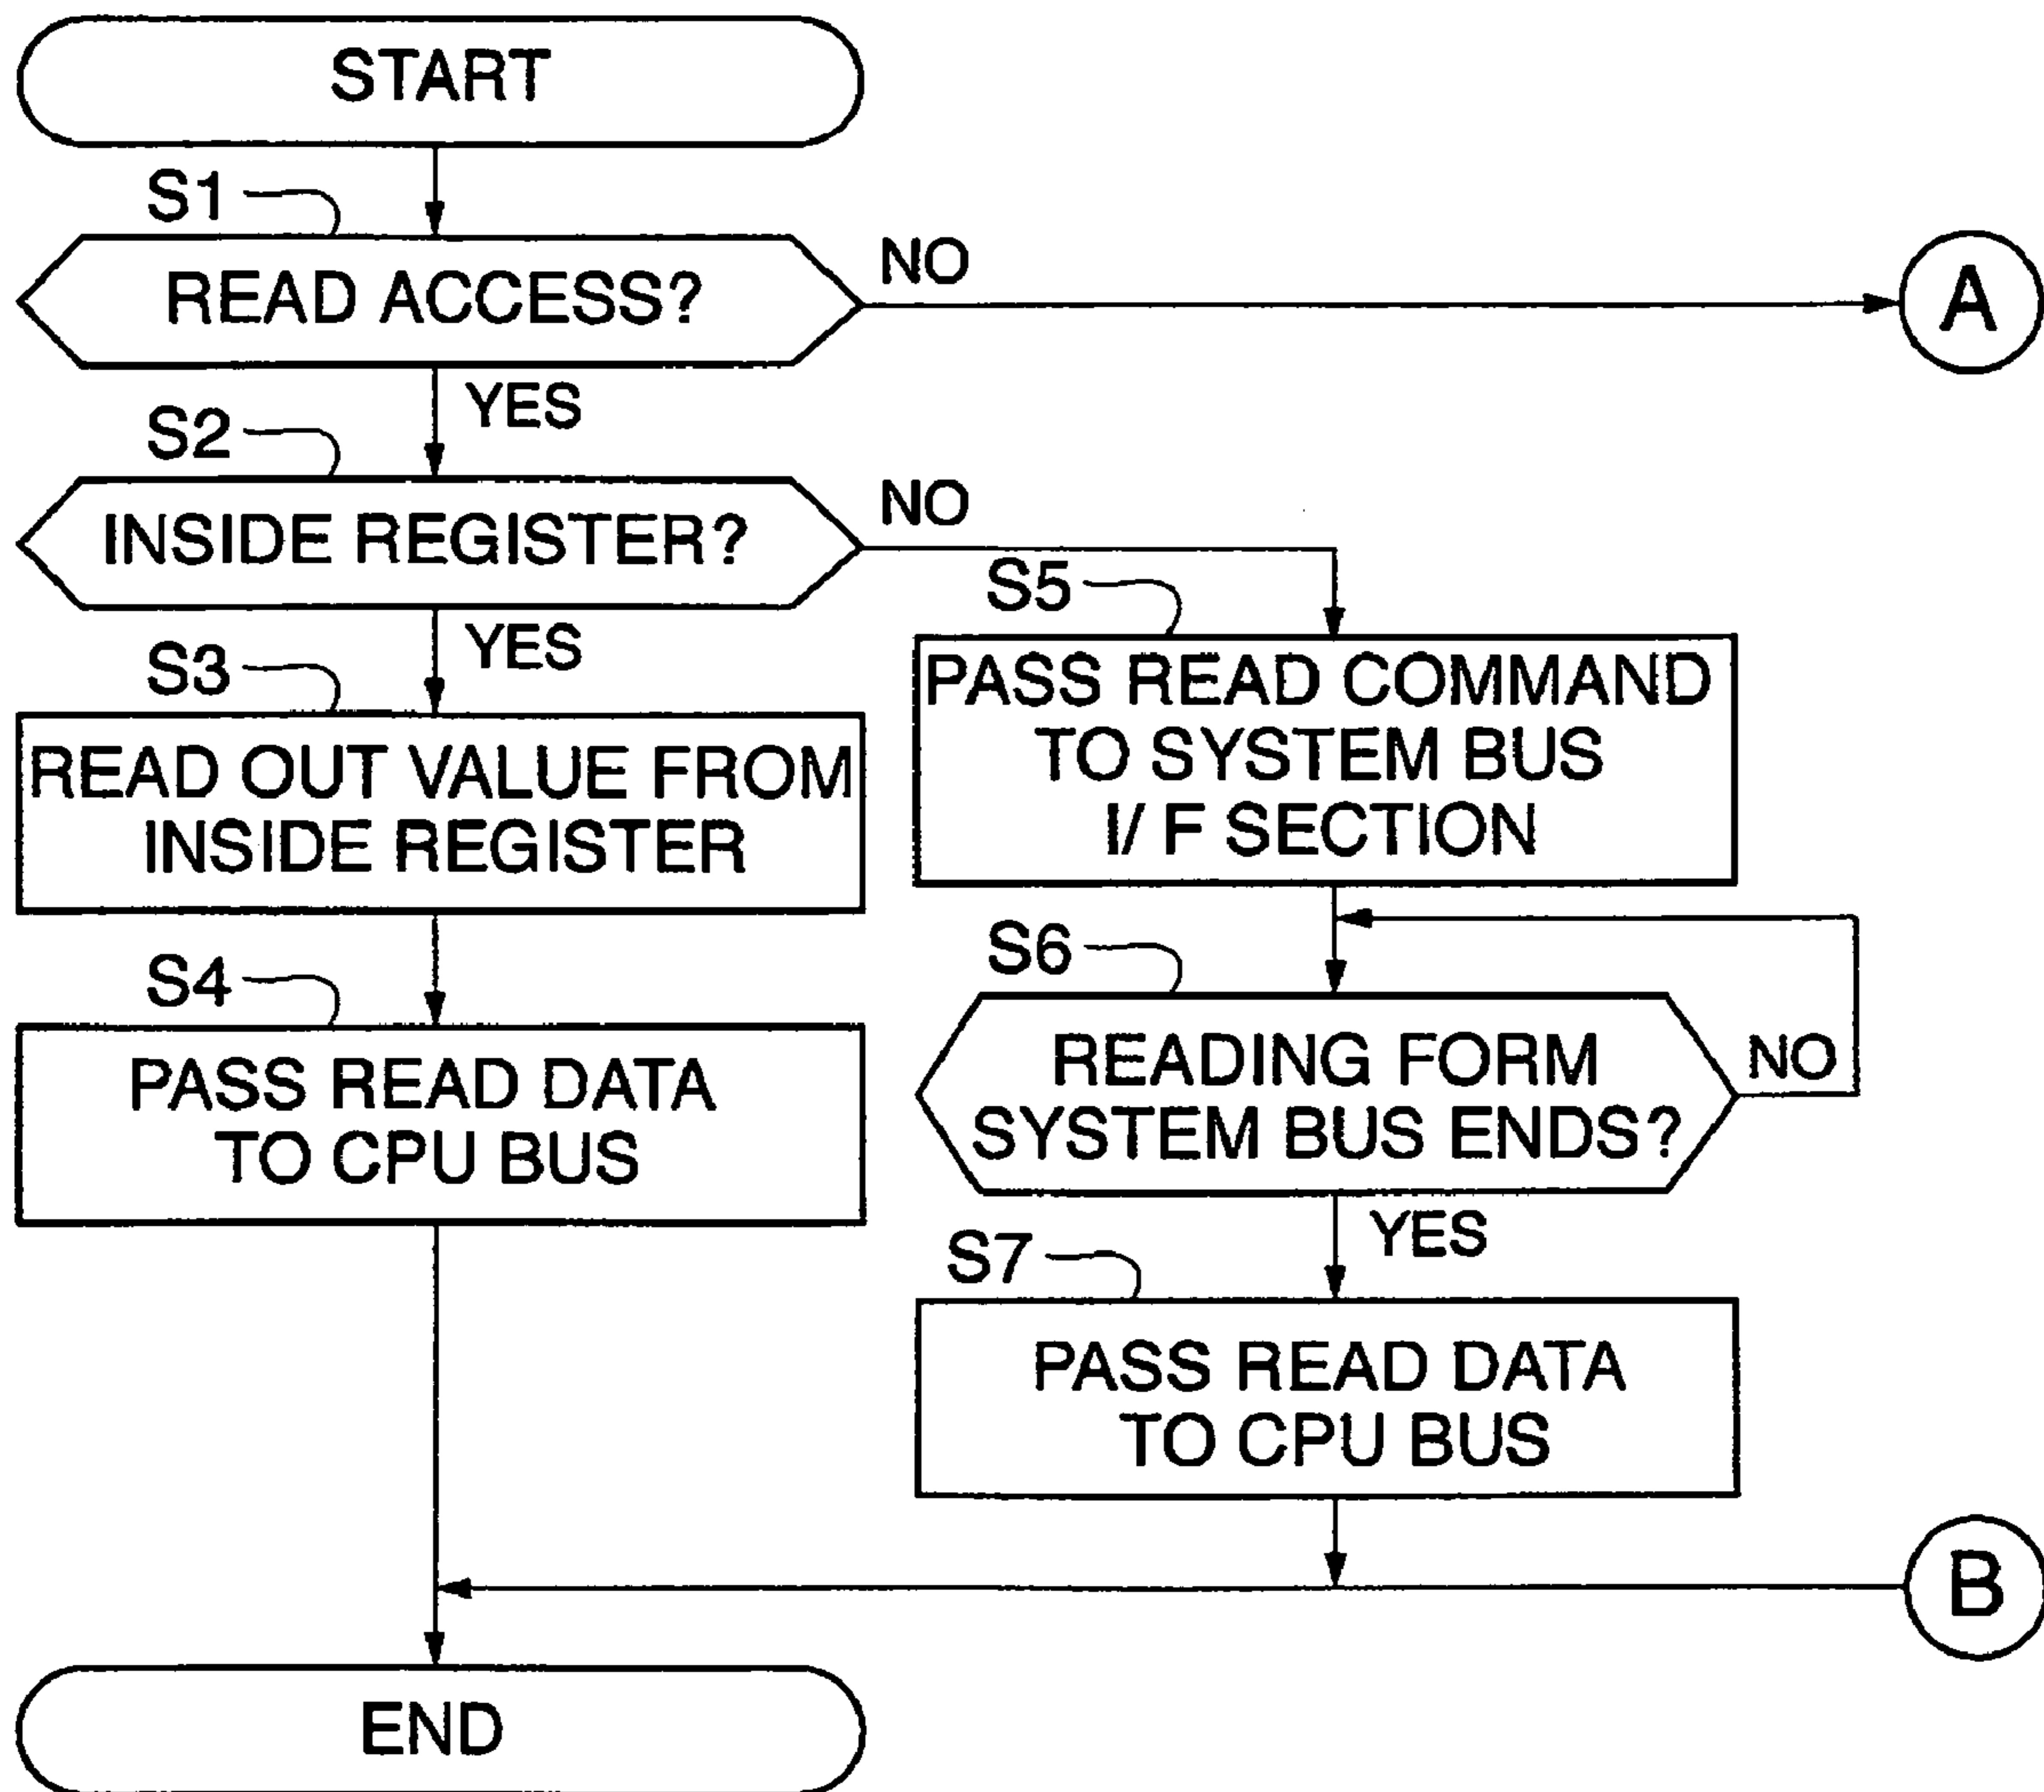 START
S1
READ ACCESS?
NO
A
YES
S2
INSIDE REGISTER?
NO
YES
S3
READ OUT VALUE FROM
INSIDE REGISTER
S4
PASS READ DATA
TO CPU BUS
S5
PASS READ COMMAND
TO SYSTEM BUS
I/F SECTION
S6
READING FORM
SYSTEM BUS ENDS?
NO
YES
S7
PASS READ DATA
TO CPU BUS
B
END